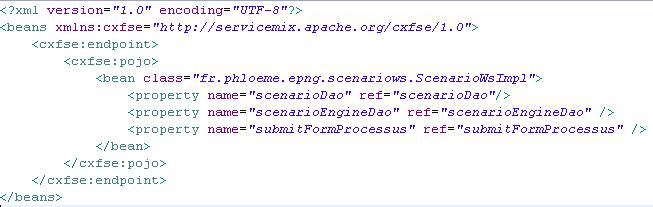 <?xml version="1.0" encoding="UTF-8"?>
<beans xmlns:cxfse="http://servicemix.apache.org/cxfse/1.0">
    <cxfse:endpoint>
        <cxfse:pojo>
            <bean class="fr.phloeme.epng.scenariows.ScenarioWsImpl">
                <property name="scenarioDao" ref="scenarioDao"/>
                <property name="scenarioEngineDao" ref="scenarioEngineDao" />
                <property name="submitFormProcessus" ref="submitFormProcessus" />
            </bean>
        </cxfse:pojo>
    </cxfse:endpoint>
</beans>